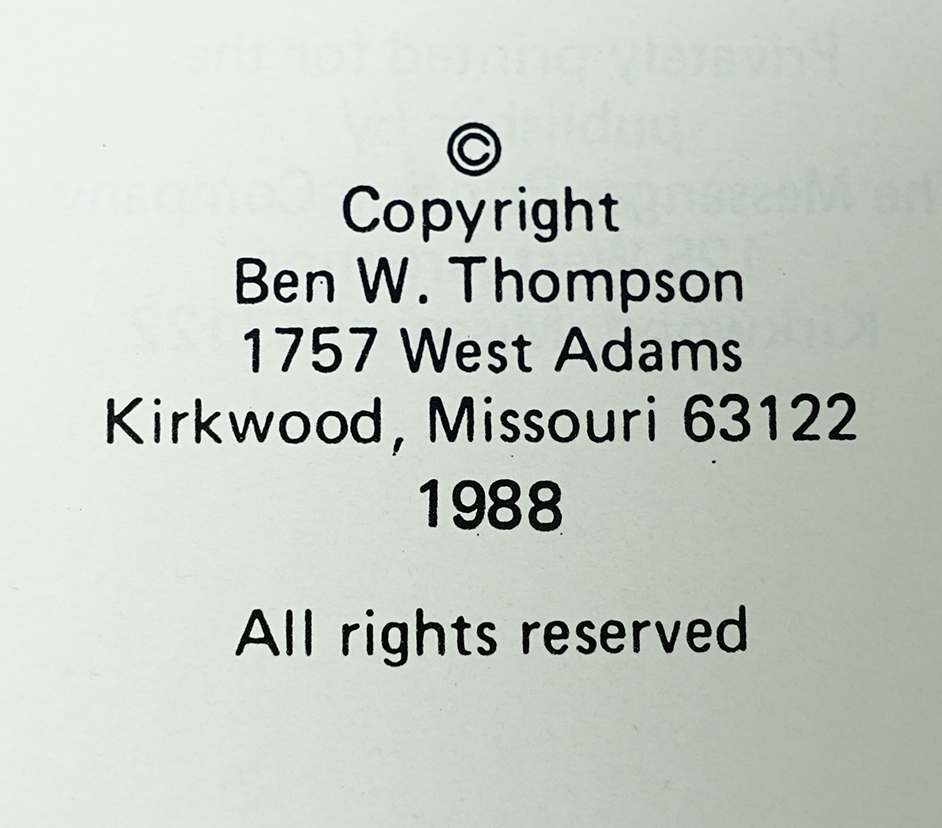 ©
Copyright
Ben W. Thompson
1757 West Adams
Kirkwood, Missouri 63122
1988
All rights reserved